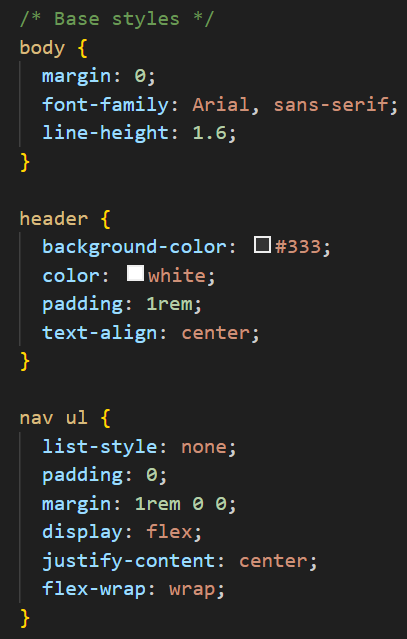 /* Base styles */
body {
  margin: 0;
  font-family: Arial, sans-serif;
  line-height: 1.6;
}

header {
  background-color: #333;
  color: white;
  padding: 1rem;
  text-align: center;
}

nav ul {
  list-style: none;
  padding: 0;
  margin: 1rem 0 0;
  display: flex;
  justify-content: center;
  flex-wrap: wrap;
}